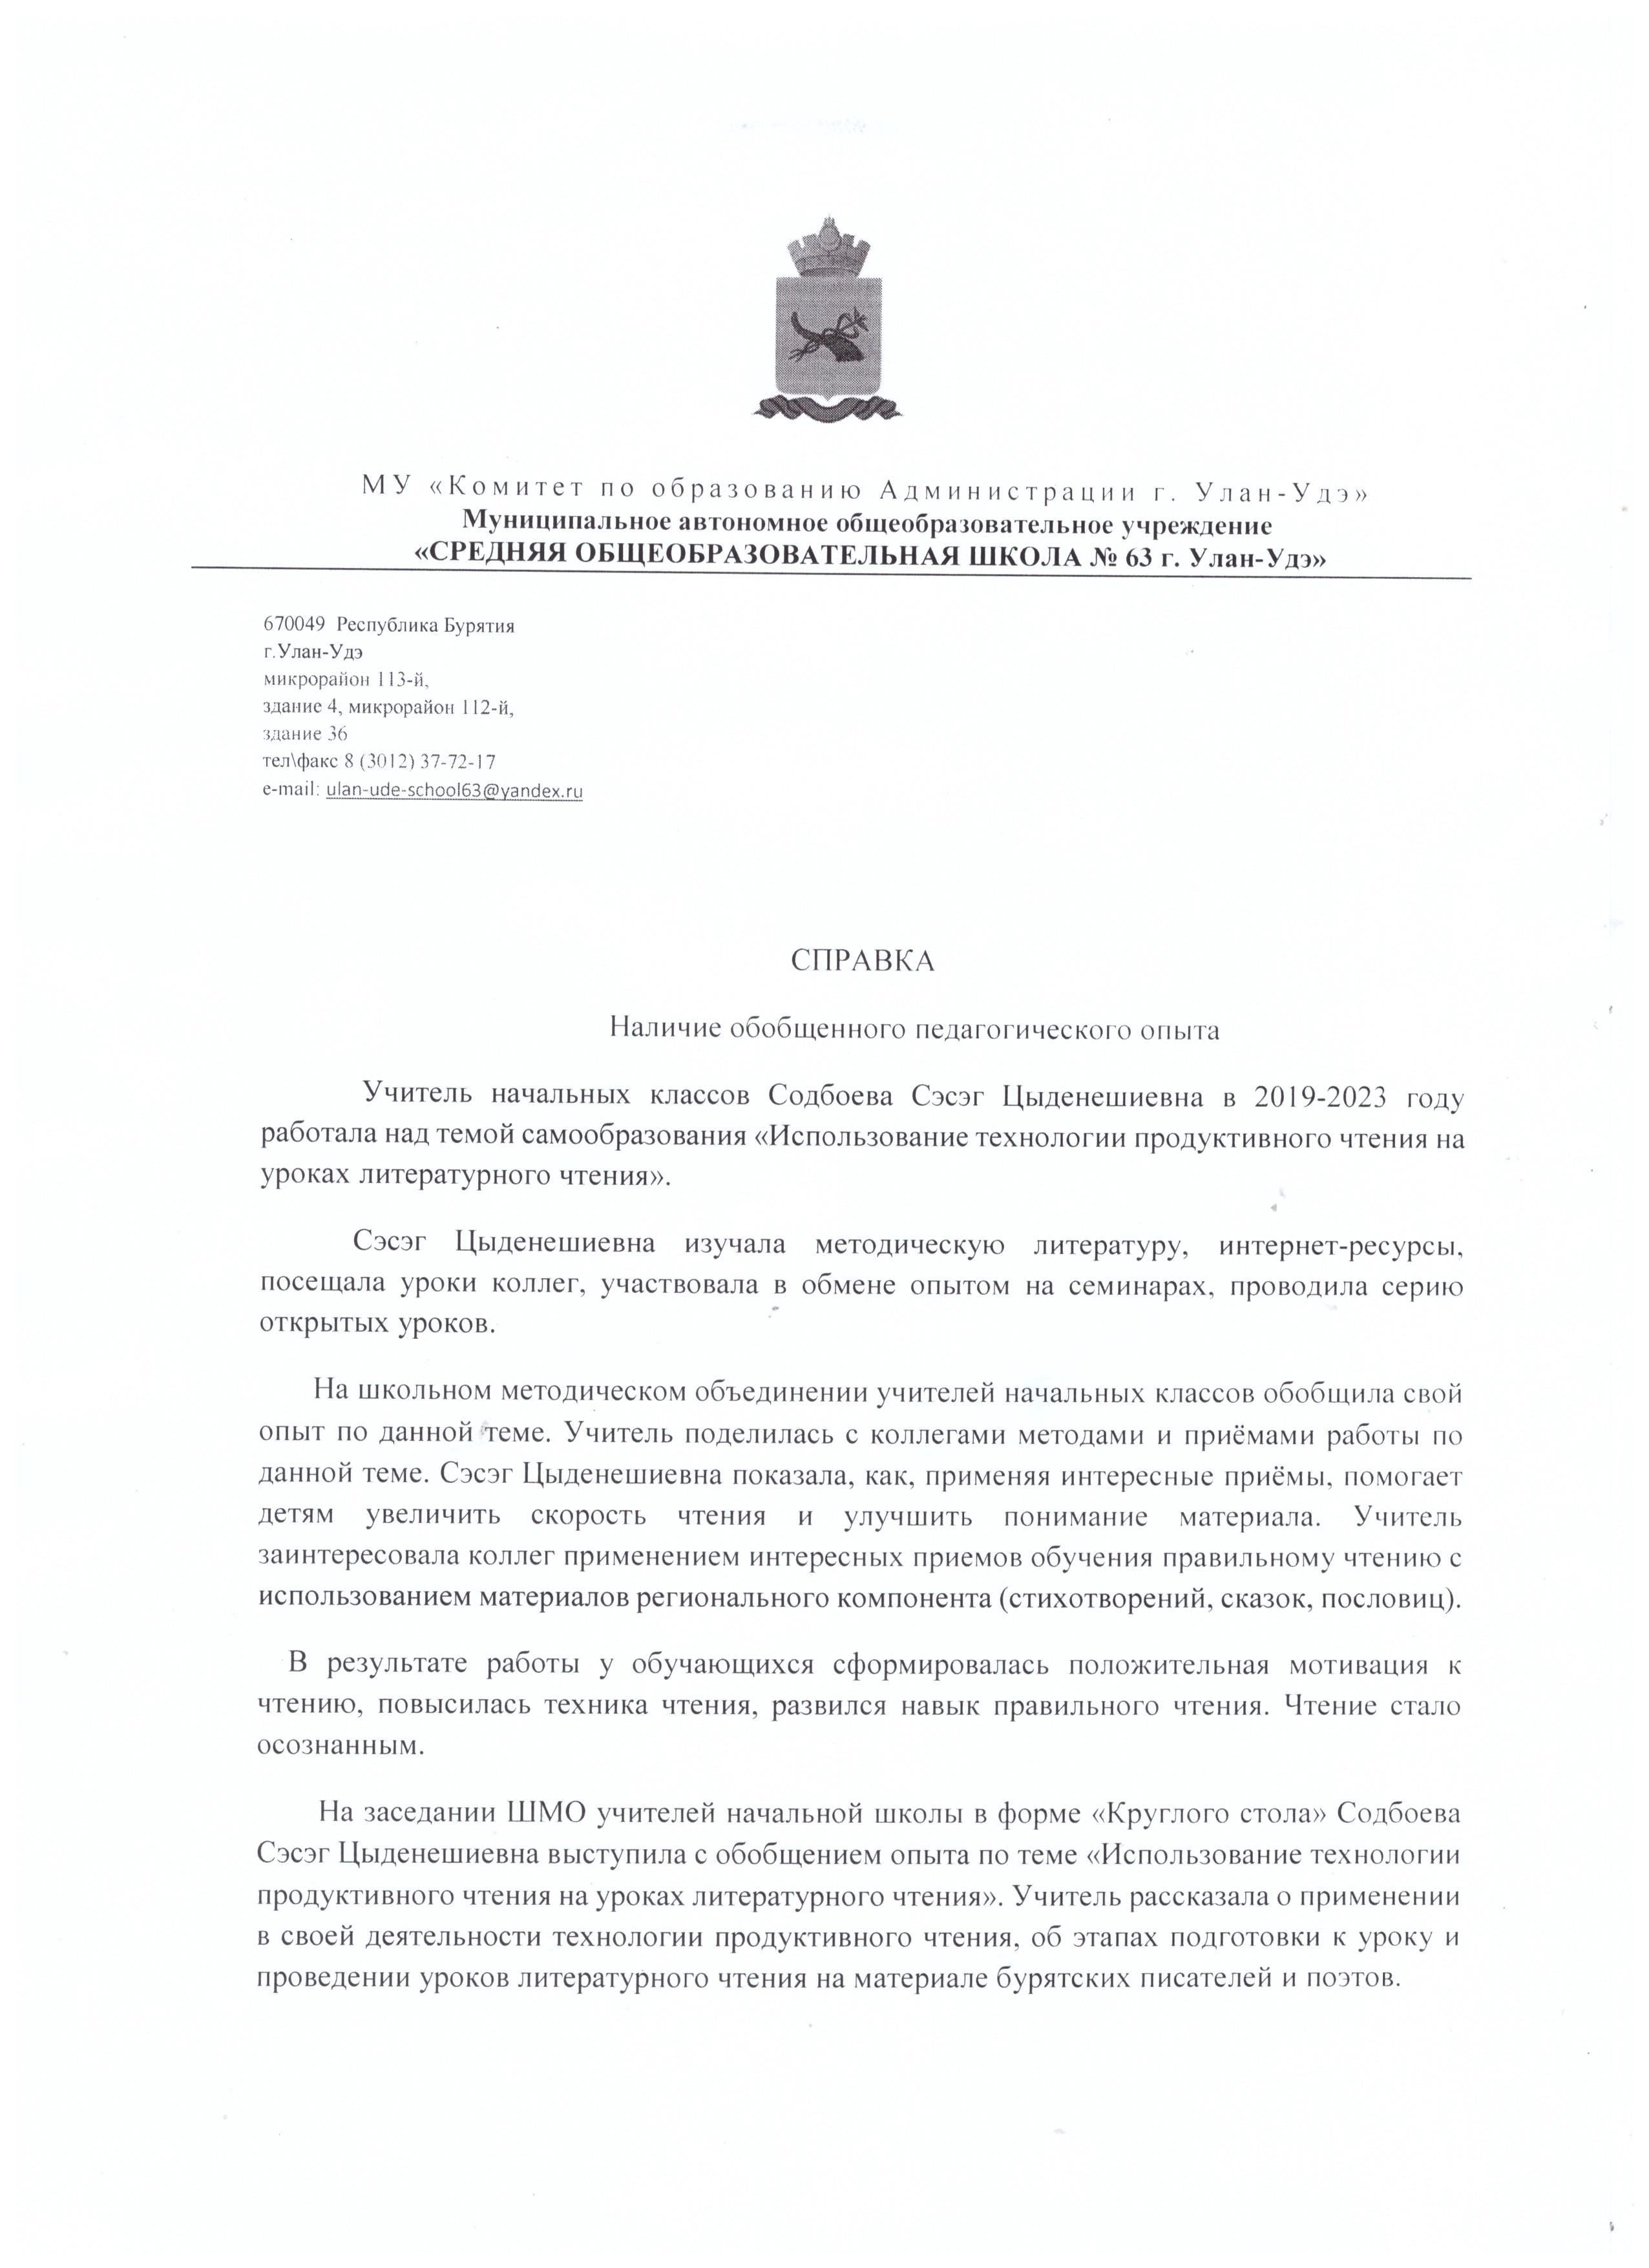 МУ «Комитет по образованию Администрации г. Улан-Удэ»
Муниципальное автономное общеобразовательное учреждение
«СРЕДНЯЯ ОБЩЕОБРАЗОВАТЕЛЬНАЯ ШКОЛА № 63 г. Улан-Удэ»
670049 Республика Бурятия
г.Улан-Удэ
микрорайон 113-й,
здание 4, микрорайон 112-й,
здание 36
тел\факс 8 (3012) 37-72-17
e-mail: ulan-ude-school63@yandex.ru
СПРАВКА
Наличие обобщенного педагогического опыта
Учитель начальных классов Содбоева Сэсэг Цыденешиевна в 2019-2023 году
работала над темой самообразования «Использование технологии продуктивного чтения на
уроках литературного чтения».
Сэсэг Цыденешиевна изучала методическую литературу, интернет-ресурсы,
посещала уроки коллег, участвовала в обмене опытом на семинарах, проводила серию
открытых уроков.
На школьном методическом объединении учителей начальных классов обобщила свой
опыт по данной теме. Учитель поделилась с коллегами методами и приёмами работы по
данной теме. Сэсэг Цыденешиевна показала, как, применяя интересные приёмы, помогает
детям увеличить скорость чтения и улучшить понимание материала. Учитель
заинтересовала коллег применением интересных приемов обучения правильному чтению с
использованием материалов регионального компонента (стихотворений, сказок, пословиц).
В результате работы у обучающихся сформировалась положительная мотивация к
чтению, повысилась техника чтения, развился навык правильного чтения. Чтение стало
осознанным.
На заседании ШМО учителей начальной школы в форме «Круглого стола» Содбоева
Сэсэг Цыденешиевна выступила с обобщением опыта по теме «Использование технологии
продуктивного чтения на уроках литературного чтения». Учитель рассказала о применении
в своей деятельности технологии продуктивного чтения, об этапах подготовки к уроку и
проведении уроков литературного чтения на материале бурятских писателей и поэтов.